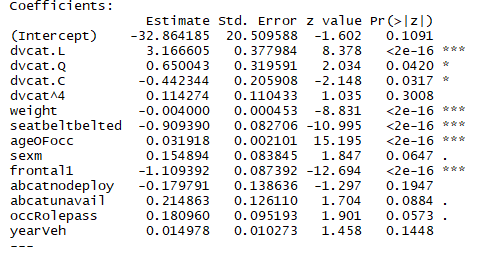 Coefficients:
Estimate Std. Error z value Pr(>|z|)
(Intercept) -32.864185 20.509588 -1.602 0.1091
dvcat.L 3.166605 0.377984 8.378 <2e-16 ***
dvcat.Q 0.650043 0.319591 2.034 0.0420 *
dvcat.C -0.442344 0.205908 -2.148 0.0317 *
dvcat^4 0.114274 0.110433 1.035 0.3008
weight -0.004000 0.000453 -8.831 <2e-16 ***
seatbeltbelted -0.909390 0.082706 -10.995 <2e-16 ***
ageOFocc 0.031918 0.002101 15.195 <2e-16 ***
sexm 0.154894 0.083845 1.847 0.0647 .
frontal1 -1.109392 0.087392 -12.694 <2e-16 ***
abcatnodeploy -0.179791 0.138636 -1.297 0.1947
abcatunavail 0.214863 0.126110 1.704 0.0884 .
occRolepass 0.180960 0.095193 1.901 0.0573 .
yearVeh 0.014978 0.010273 1.458 0.1448
---